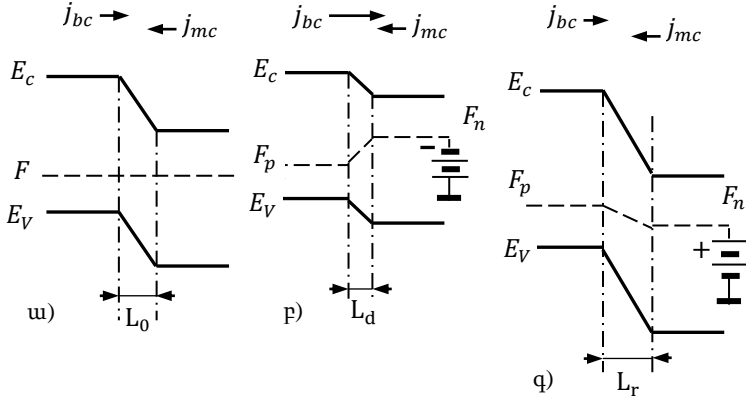 j_bc j_mc
E_c
F
E_V
L_0
ա)
j_bc j_mc
E_c
F_n
F_p
−
E_V
L_d
բ)
j_bc j_mc
E_c
F_p F_n
E_V +
L_r
գ)